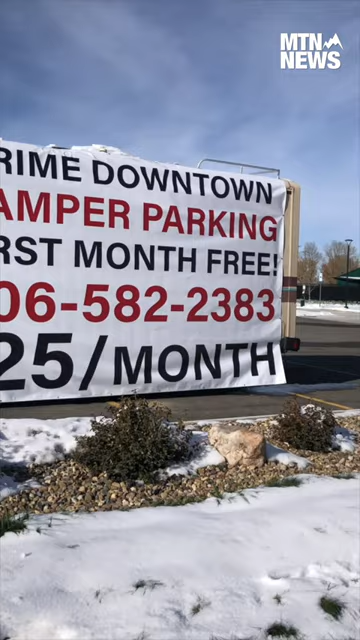 MTN
NEWS
RIME DOWNTOWN
AMPER PARKING
RST MONTH FREE!
06-582-2383
25/MONTH